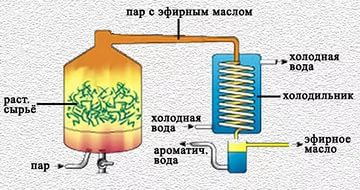 пар с эфирным маслом
холодная
вода
раст.
сырьё
холодильник
холодная
вода
ароматич.
вода
эфирное
масло
пар